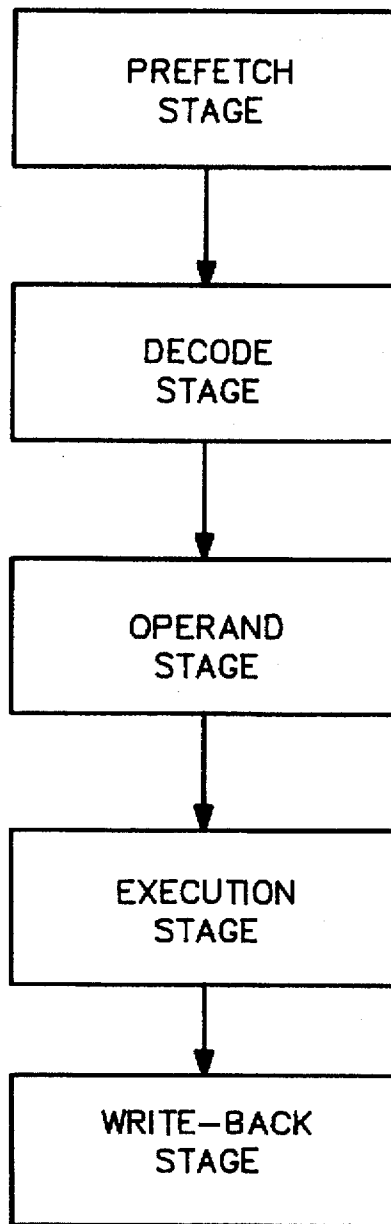 PREFETCH
STAGE
DECODE
STAGE
OPERAND
STAGE
EXECUTION
STAGE
WRITE-BACK
STAGE